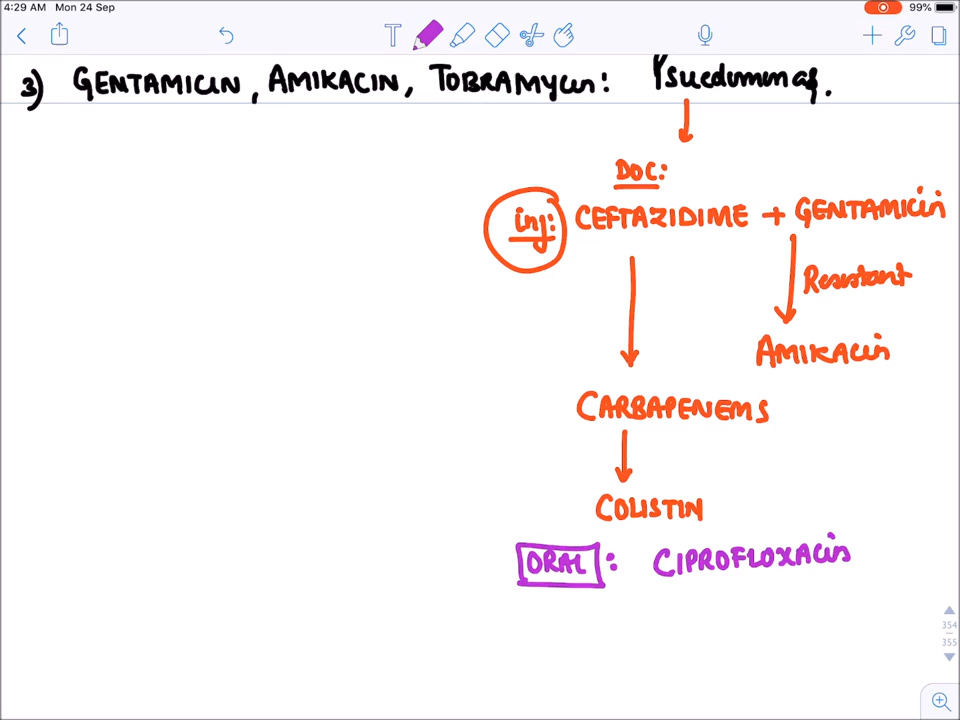 4:29 AM Mon 24 Sep 99%
T
3) GENTAMICIN, AMIKACIN, TOBRAMYCIN: Psuedomonas.
DOC:
inj: CEFTAZIDIME + GENTAMICIN
Resistant
AMIKACIN
CARBAPENEMS
COLISTIN
ORAL : CIPROFLOXACIN
354
355